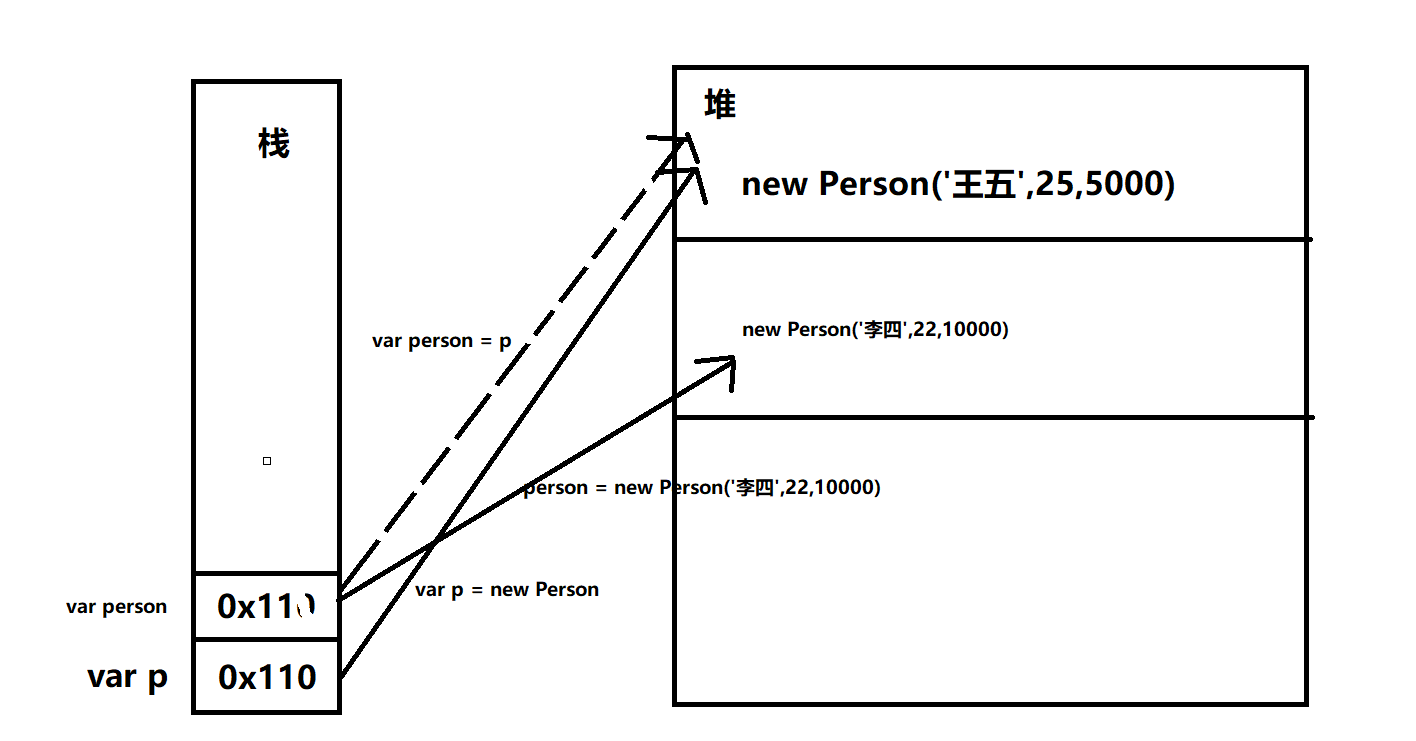 堆
栈
new Person('王五',25,5000)
new Person('李四',22,10000)
var person = p
person = new Person('李四',22,10000)
var p = new Person
var person
0x110
var p
0x110